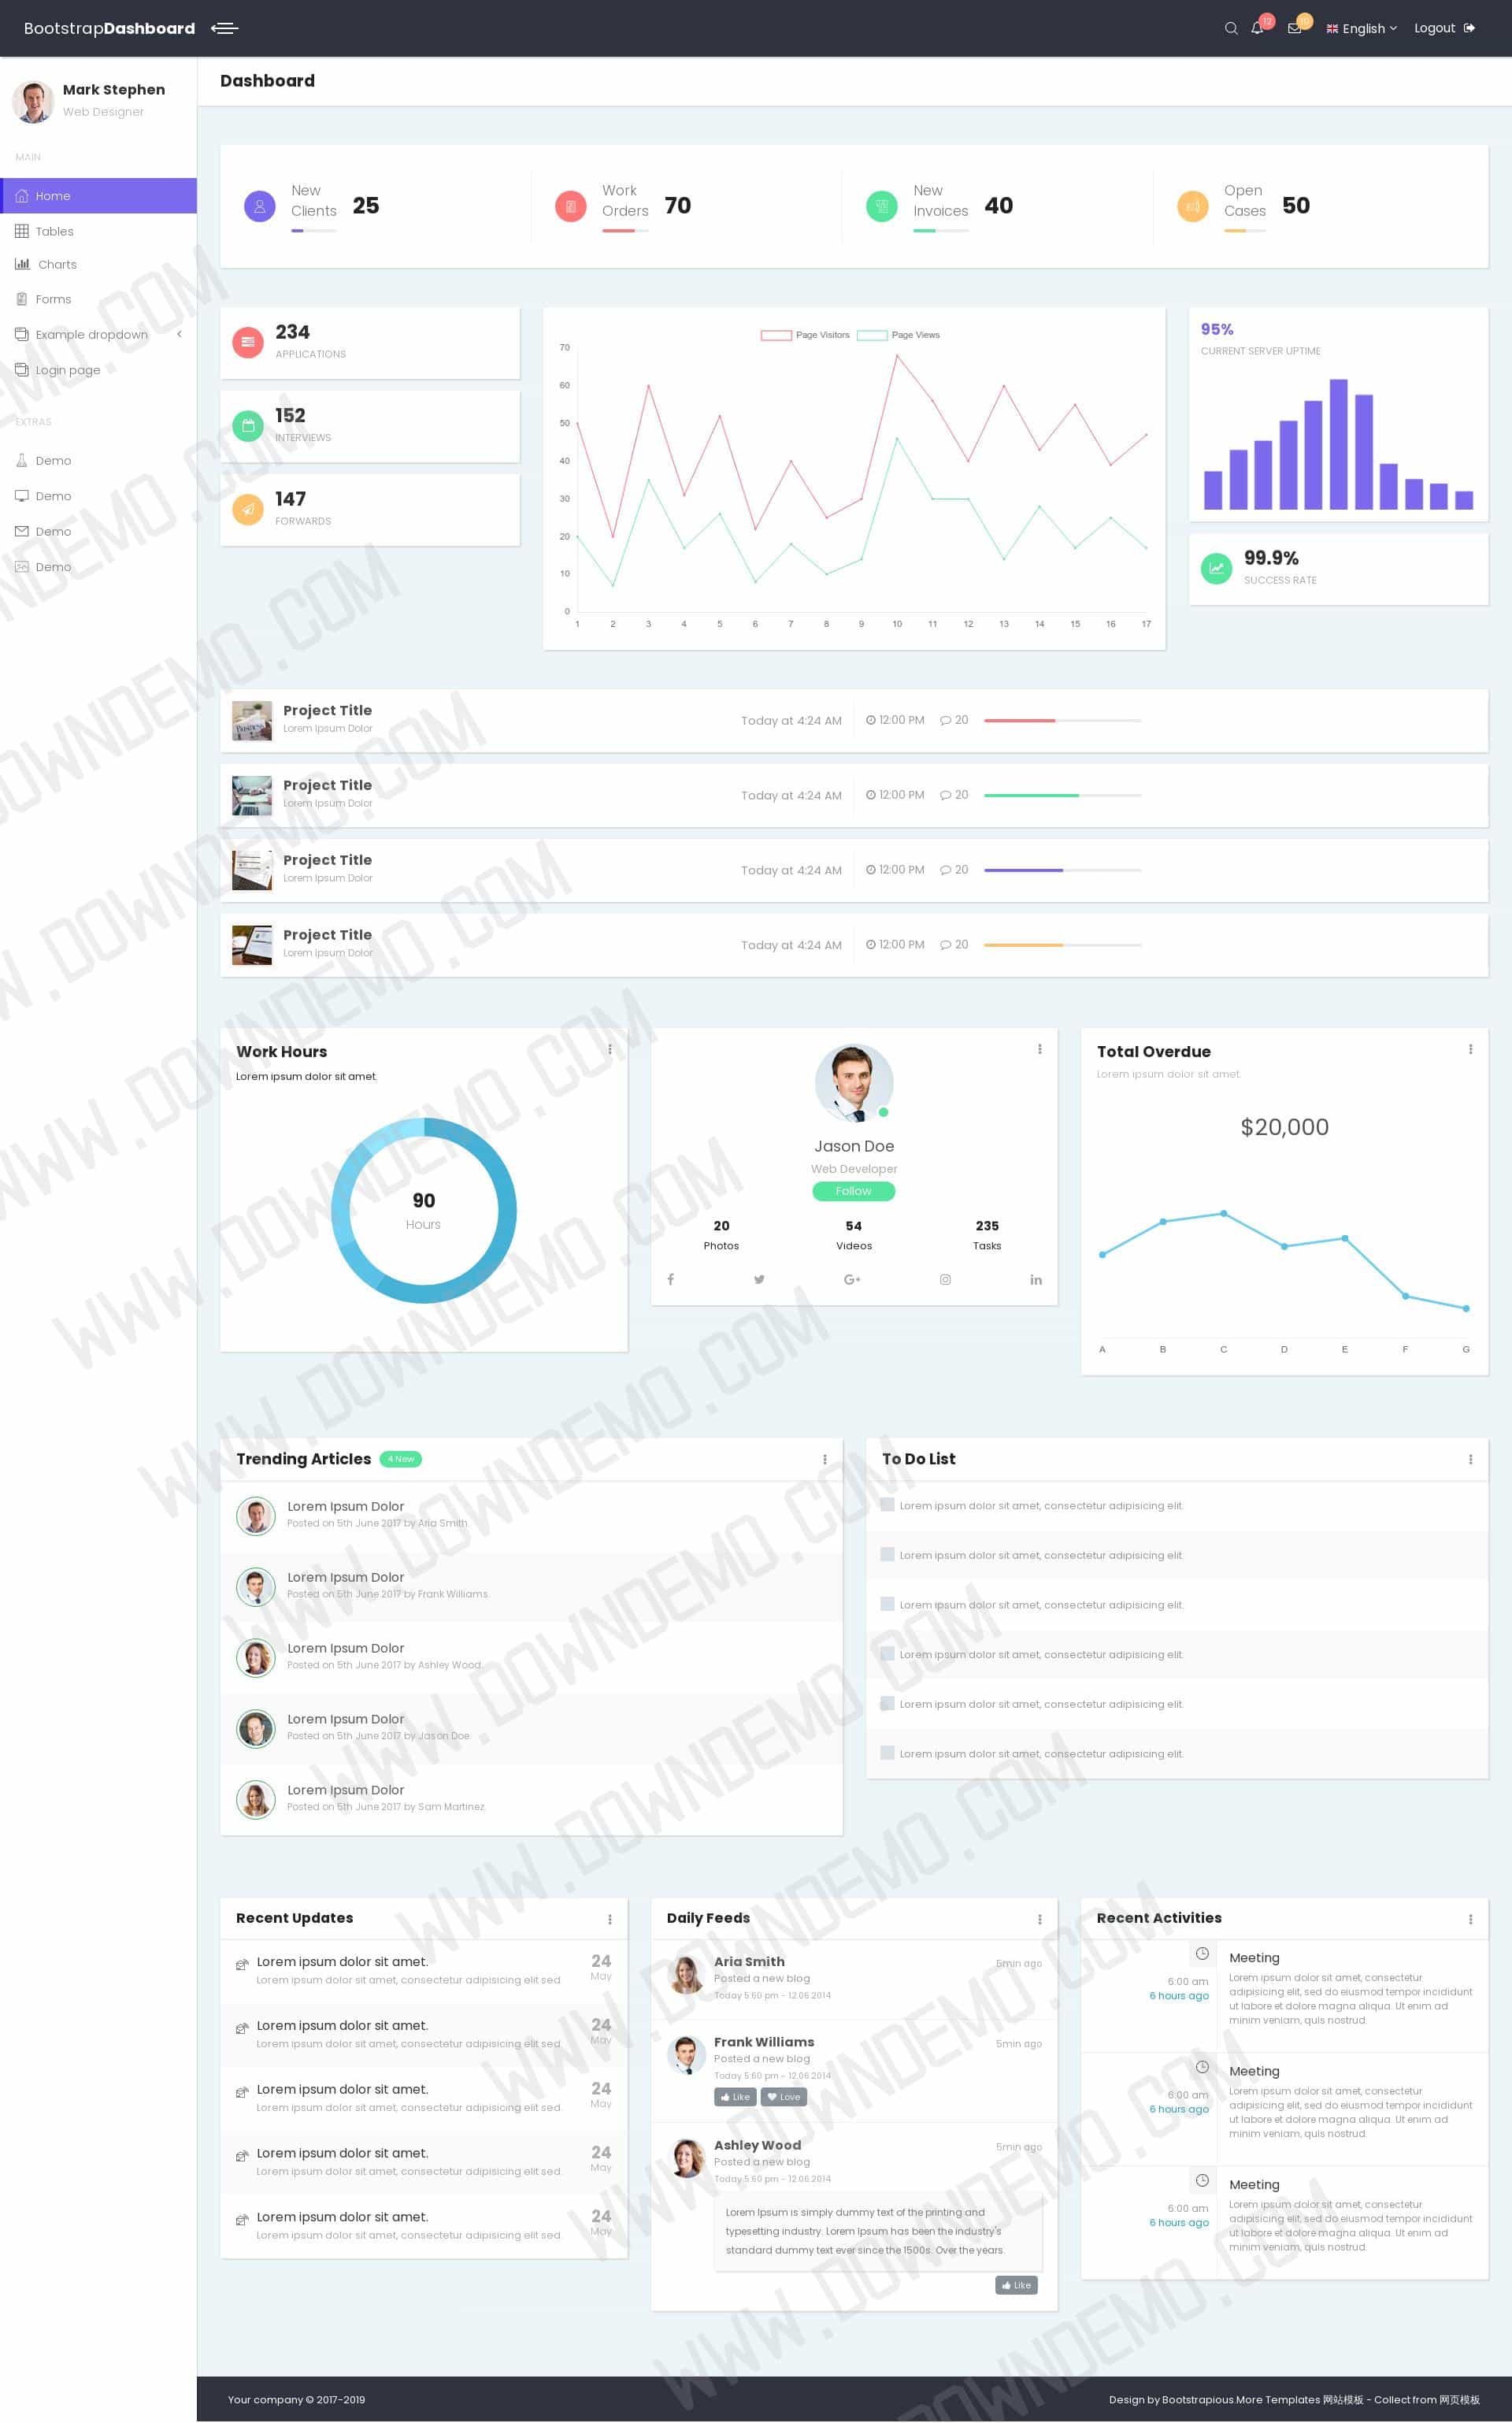 BootstrapDashboard
12
10
English
Logout
Mark Stephen
Web Designer
MAIN
Home
Tables
Charts
Forms
Example dropdown
Login page
EXTRAS
Demo
Demo
Demo
Demo
Dashboard
New
Clients
25
Work
Orders
70
New
Invoices
40
Open
Cases
50
234
APPLICATIONS
152
INTERVIEWS
147
FORWARDS
Page Visitors
Page Views
70
60
50
40
30
20
10
0
1 2 3 4 5 6 7 8 9 10 11 12 13 14 15 16 17
95%
CURRENT SERVER UPTIME
99.9%
SUCCESS RATE
Project Title
Lorem Ipsum Dolor
Today at 4:24 AM
12:00 PM
20
Project Title
Lorem Ipsum Dolor
Today at 4:24 AM
12:00 PM
20
Project Title
Lorem Ipsum Dolor
Today at 4:24 AM
12:00 PM
20
Project Title
Lorem Ipsum Dolor
Today at 4:24 AM
12:00 PM
20
Work Hours
Lorem ipsum dolor sit amet.
90
Hours
Jason Doe
Web Developer
Follow
20
Photos
54
Videos
235
Tasks
Total Overdue
Lorem ipsum dolor sit amet.
$20,000
A B C D E F G
Trending Articles
4 New
Lorem Ipsum Dolor
Posted on 5th June 2017 by Aria Smith.
Lorem Ipsum Dolor
Posted on 5th June 2017 by Frank Williams.
Lorem Ipsum Dolor
Posted on 5th June 2017 by Ashley Wood.
Lorem Ipsum Dolor
Posted on 5th June 2017 by Jason Doe.
Lorem Ipsum Dolor
Posted on 5th June 2017 by Sam Martinez.
To Do List
Lorem ipsum dolor sit amet, consectetur adipisicing elit.
Lorem ipsum dolor sit amet, consectetur adipisicing elit.
Lorem ipsum dolor sit amet, consectetur adipisicing elit.
Lorem ipsum dolor sit amet, consectetur adipisicing elit.
Lorem ipsum dolor sit amet, consectetur adipisicing elit.
Lorem ipsum dolor sit amet, consectetur adipisicing elit.
Recent Updates
Lorem ipsum dolor sit amet.
Lorem ipsum dolor sit amet, consectetur adipisicing elit sed.
24
May
Lorem ipsum dolor sit amet.
Lorem ipsum dolor sit amet, consectetur adipisicing elit sed.
24
May
Lorem ipsum dolor sit amet.
Lorem ipsum dolor sit amet, consectetur adipisicing elit sed.
24
May
Lorem ipsum dolor sit amet.
Lorem ipsum dolor sit amet, consectetur adipisicing elit sed.
24
May
Lorem ipsum dolor sit amet.
Lorem ipsum dolor sit amet, consectetur adipisicing elit sed.
24
May
Daily Feeds
Aria Smith
5min ago
Posted a new blog
Today 5:60 pm - 12.06.2014
Frank Williams
5min ago
Posted a new blog
Today 5:60 pm - 12.06.2014
Like
Love
Ashley Wood
5min ago
Posted a new blog
Today 5:60 pm - 12.06.2014
Lorem Ipsum is simply dummy text of the printing and
typesetting industry. Lorem Ipsum has been the industry's
standard dummy text ever since the 1500s. Over the years.
Like
Recent Activities
6:00 am
6 hours ago
Meeting
Lorem ipsum dolor sit amet, consectetur
adipisicing elit, sed do eiusmod tempor incididunt
ut labore et dolore magna aliqua. Ut enim ad
minim veniam, quis nostrud.
6:00 am
6 hours ago
Meeting
Lorem ipsum dolor sit amet, consectetur
adipisicing elit, sed do eiusmod tempor incididunt
ut labore et dolore magna aliqua. Ut enim ad
minim veniam, quis nostrud.
6:00 am
6 hours ago
Meeting
Lorem ipsum dolor sit amet, consectetur
adipisicing elit, sed do eiusmod tempor incididunt
ut labore et dolore magna aliqua. Ut enim ad
minim veniam, quis nostrud.
Your company © 2017-2019
Design by Bootstrapious.More Templates 网站模板 - Collect from 网页模板
WWW.DOWNDEMO.COM